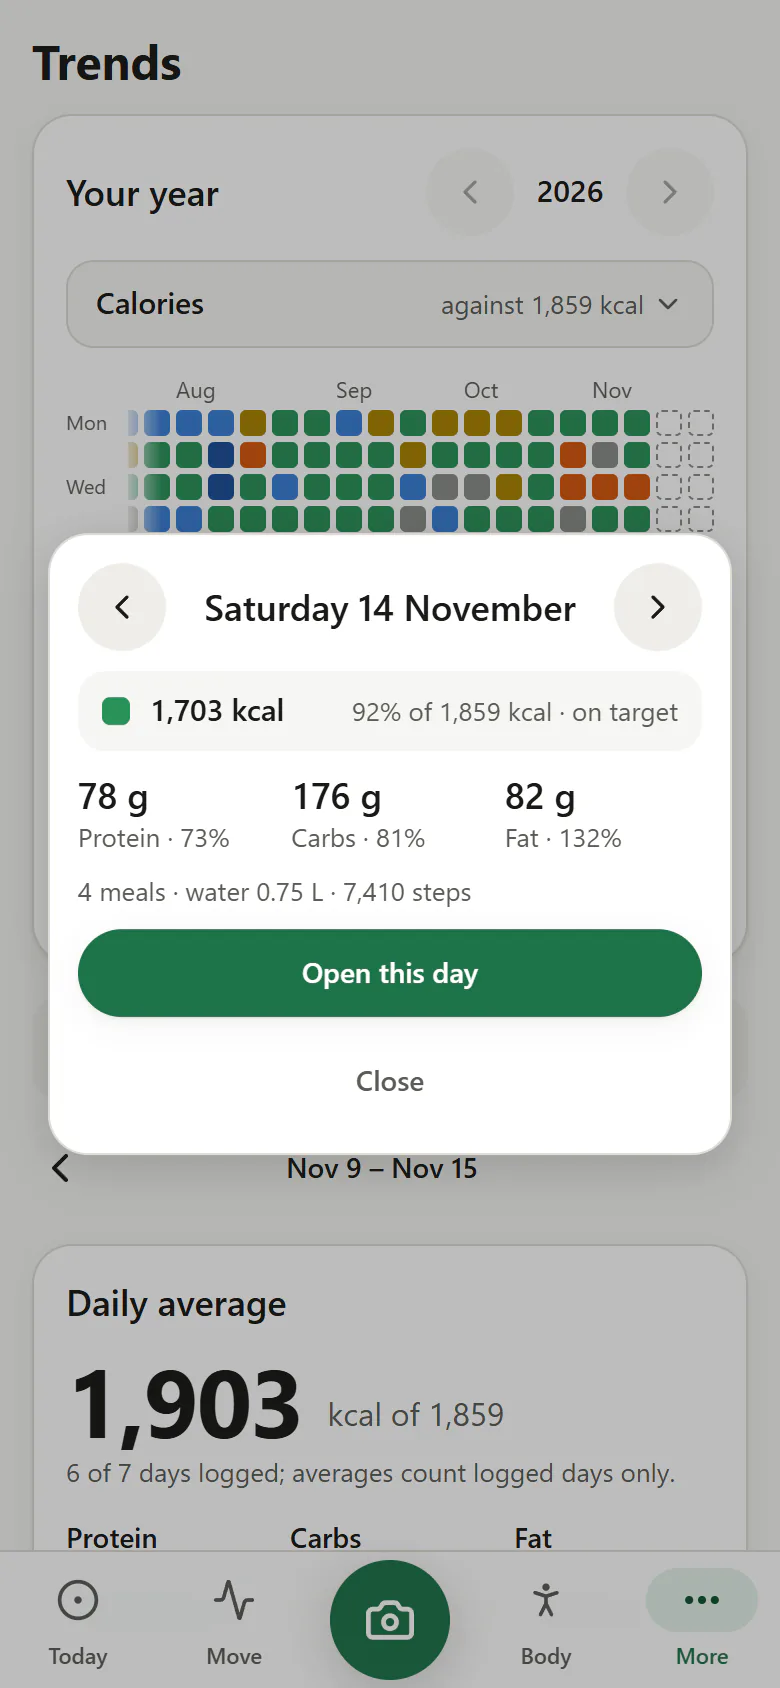 Trends
Your year
2026
Calories
against 1,859 kcal
Aug Sep Oct Nov
Mon
Wed
Saturday 14 November
1,703 kcal
92% of 1,859 kcal · on target
78 g 176 g 82 g
Protein · 73% Carbs · 81% Fat · 132%
4 meals · water 0.75 L · 7,410 steps
Open this day
Close
Nov 9 – Nov 15
Daily average
1,903 kcal of 1,859
6 of 7 days logged; averages count logged days only.
Protein Carbs Fat
Today Move Body More